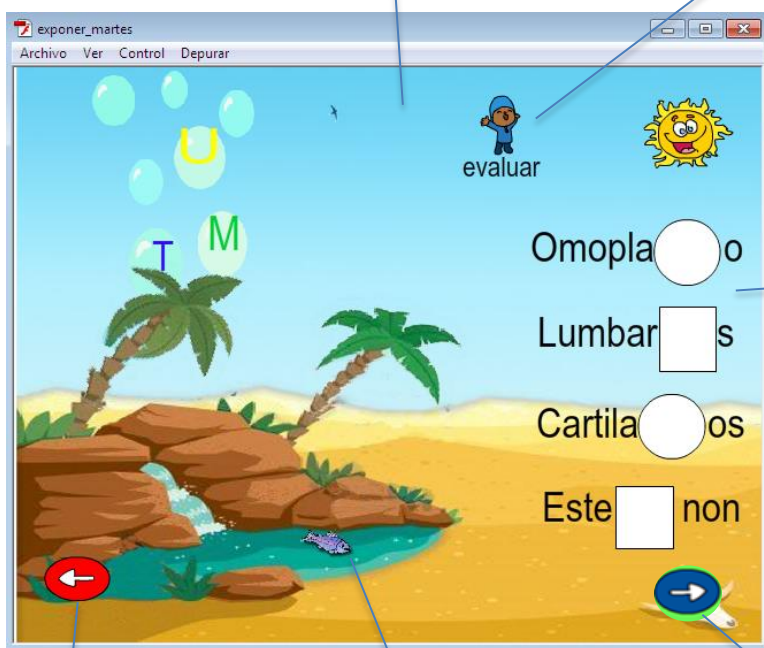 exponer_martes
Archivo Ver Control Depurar
U
evaluar
T M
Omopla o
Lumbar s
Cartila os
Este non